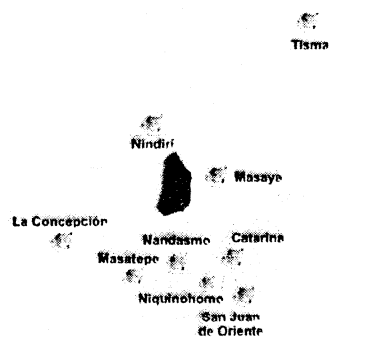 Tisma
Nindirí
Masaya
La Concepción
Nandasmo
Catarina
Masatepe
Niquinohomo
San Juan
de Oriente